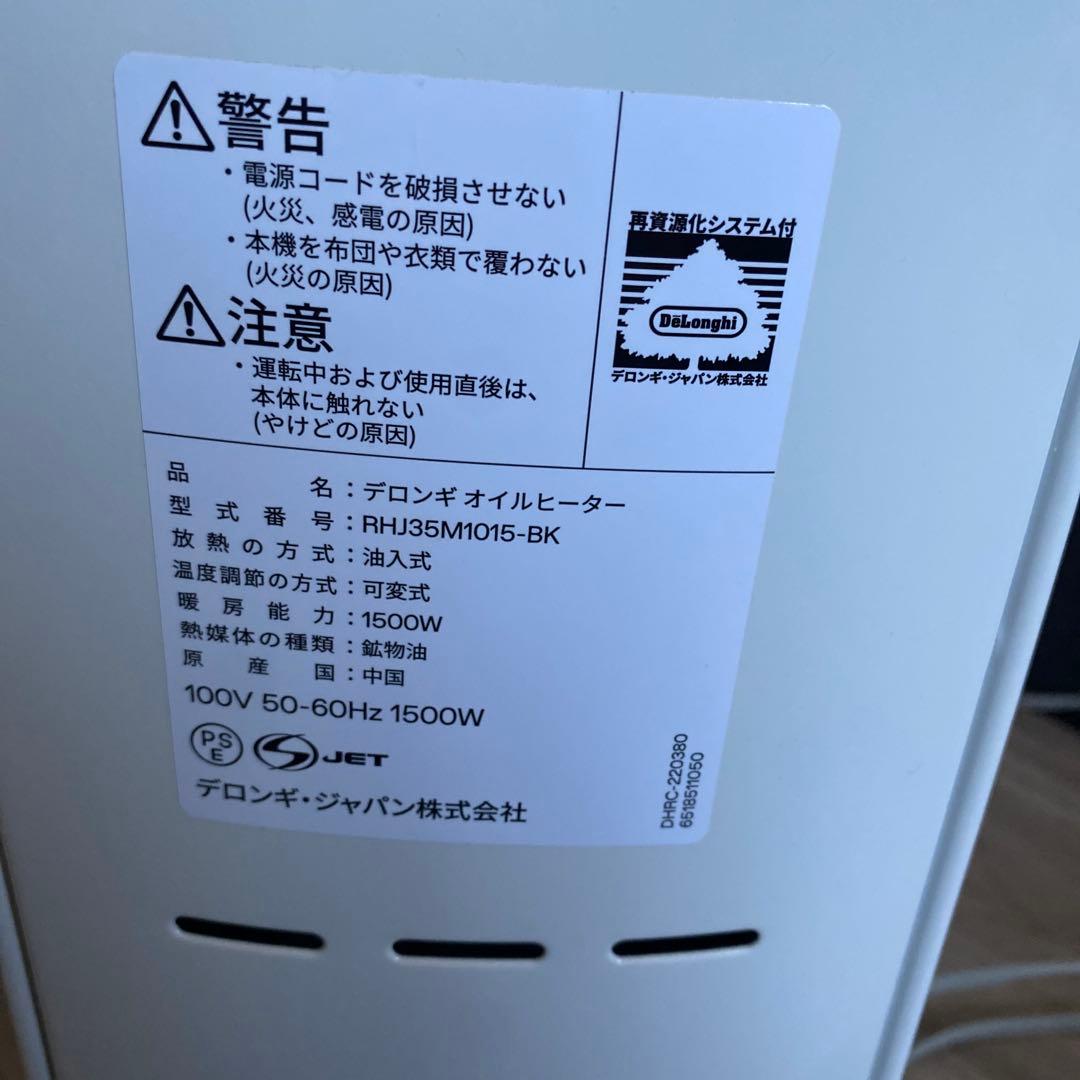 警告
・電源コードを破損させない
(火災、感電の原因)
・本機を布団や衣類で覆わない
(火災の原因)
注意
・運転中および使用直後は、
本体に触れない
(やけどの原因)
再資源化システム付
DēLonghi
デロンギ・ジャパン株式会社
品名：デロンギ オイルヒーター
型式番号：RHJ35M1015-BK
放熱の方式：油入式
温度調節の方式：可変式
暖房能力：1500W
熱媒体の種類：鉱物油
原産国：中国
100V 50-60Hz 1500W
PSE JET
デロンギ・ジャパン株式会社
DHRC-220380
6518511050